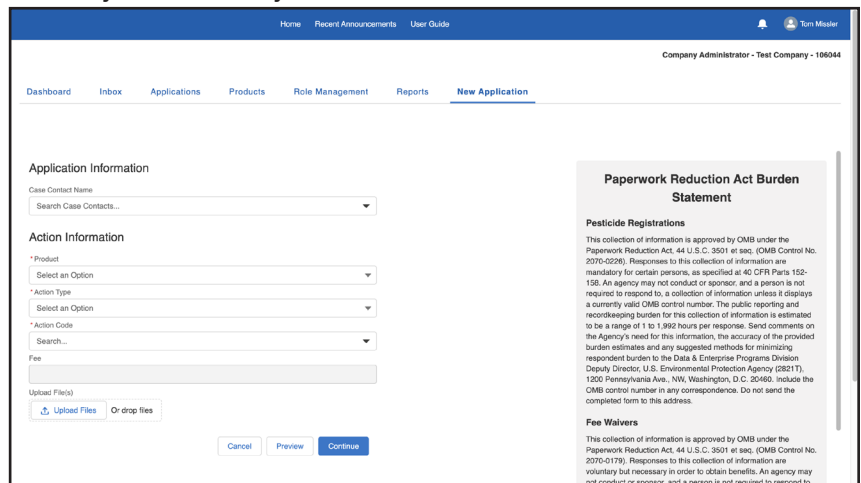 Home Recent Announcements User Guide Tom Missler
Company Administrator - Test Company - 106044
Dashboard Inbox Applications Products Role Management Reports New Application
Application Information
Case Contact Name
Search Case Contacts...
Action Information
* Product
Select an Option
* Action Type
Select an Option
* Action Code
Search...
Fee
Upload File(s)
Upload Files Or drop files
Cancel Preview Continue
Paperwork Reduction Act Burden
Statement
Pesticide Registrations
This collection of information is approved by OMB under the
Paperwork Reduction Act, 44 U.S.C. 3501 et seq. (OMB Control No.
2070-0226). Responses to this collection of information are
mandatory for certain persons, as specified at 40 CFR Parts 152-
158. An agency may not conduct or sponsor, and a person is not
required to respond to, a collection of information unless it displays
a currently valid OMB control number. The public reporting and
recordkeeping burden for this collection of information is estimated
to be a range of 1 to 1,992 hours per response. Send comments on
the Agency's need for this information, the accuracy of the provided
burden estimates and any suggested methods for minimizing
respondent burden to the Data & Enterprise Programs Division
Deputy Director, U.S. Environmental Protection Agency (2821T),
1200 Pennsylvania Ave., NW, Washington, D.C. 20460. Include the
OMB control number in any correspondence. Do not send the
completed form to this address.
Fee Waivers
This collection of information is approved by OMB under the
Paperwork Reduction Act, 44 U.S.C. 3501 et seq. (OMB Control No.
2070-0179). Responses to this collection of information are
voluntary but necessary in order to obtain benefits. An agency may
not conduct or sponsor, and a person is not required to respond to